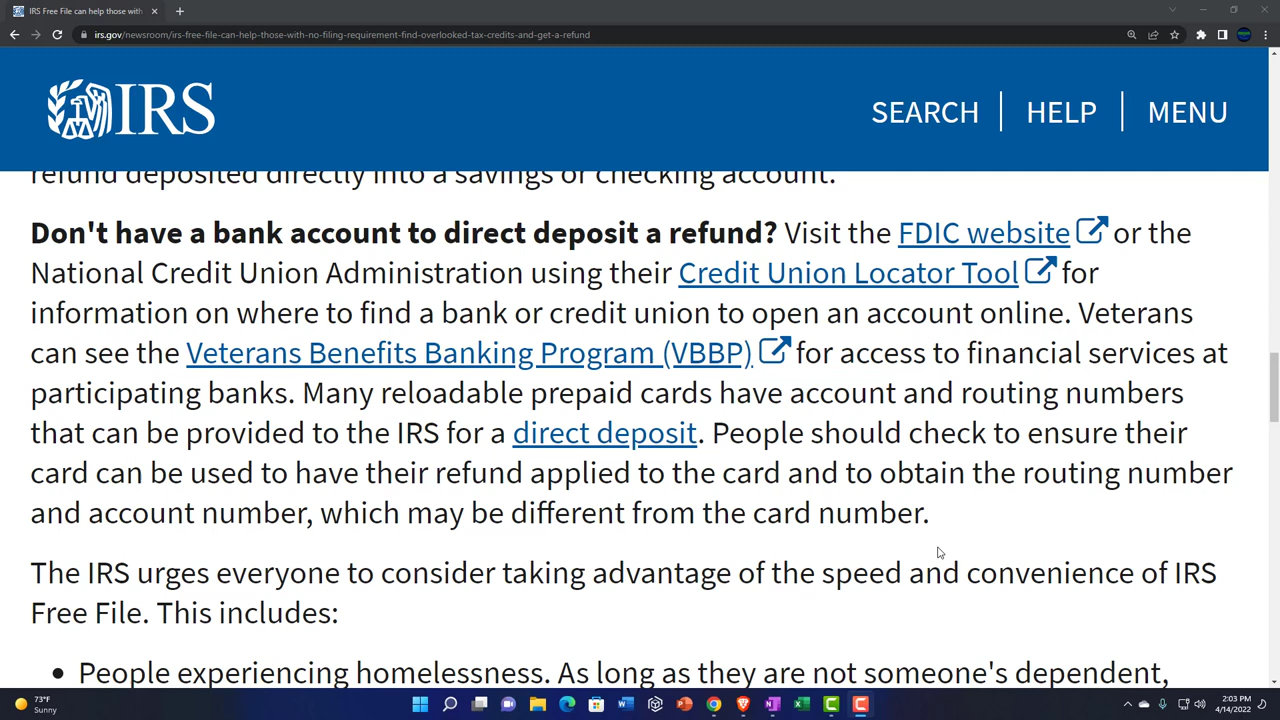 IRS Free File can help those with
irs.gov/newsroom/irs-free-file-can-help-those-with-no-filing-requirement-find-overlooked-tax-credits-and-get-a-refund
IRS
SEARCH
HELP
MENU
refund deposited directly into a savings or checking account.
Don't have a bank account to direct deposit a refund? Visit the FDIC website or the
National Credit Union Administration using their Credit Union Locator Tool for
information on where to find a bank or credit union to open an account online. Veterans
can see the Veterans Benefits Banking Program (VBBP) for access to financial services at
participating banks. Many reloadable prepaid cards have account and routing numbers
that can be provided to the IRS for a direct deposit. People should check to ensure their
card can be used to have their refund applied to the card and to obtain the routing number
and account number, which may be different from the card number.
The IRS urges everyone to consider taking advantage of the speed and convenience of IRS
Free File. This includes:
• People experiencing homelessness. As long as they are not someone's dependent,
73°F
Sunny
2:03 PM
4/14/2022